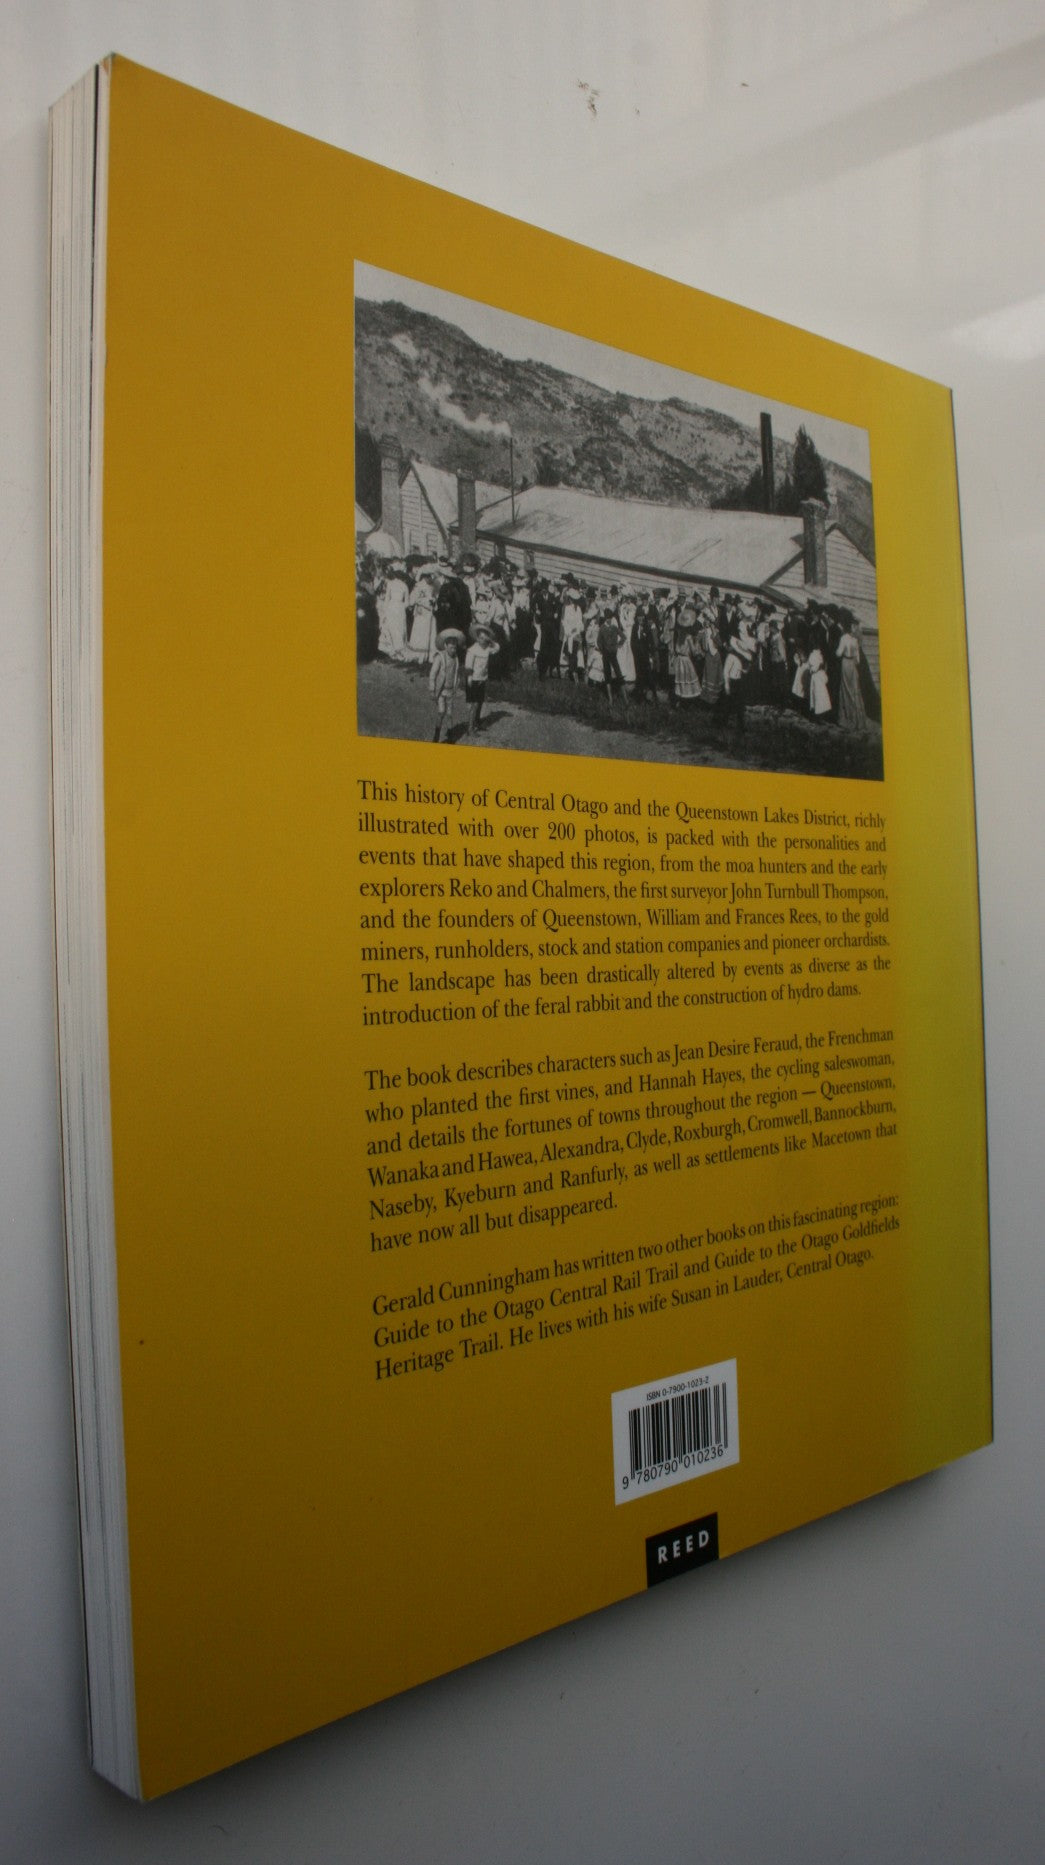 This history of Central Otago and the Queenstown Lakes District, richly
illustrated with over 200 photos, is packed with the personalities and
events that have shaped this region, from the moa hunters and the early
explorers Reko and Chalmers, the first surveyor John Turnbull Thompson,
and the founders of Queenstown, William and Frances Rees, to the gold
miners, runholders, stock and station companies and pioneer orchardists.
The landscape has been drastically altered by events as diverse as the
introduction of the feral rabbit and the construction of hydro dams.
The book describes characters such as Jean Desire Feraud, the Frenchman
who planted the first vines, and Hannah Hayes, the cycling saleswoman,
and details the fortunes of towns throughout the region — Queenstown,
Wanaka and Hawea, Alexandra, Clyde, Roxburgh, Cromwell, Bannockburn,
Naseby, Kyeburn and Ranfurly, as well as settlements like Macetown that
have now all but disappeared.
Gerald Cunningham has written two other books on this fascinating region:
Guide to the Otago Central Rail Trail and Guide to the Otago Goldfields
Heritage Trail. He lives with his wife Susan in Lauder, Central Otago.
ISBN 0-7900-1023-2
9 780790 010236
REED